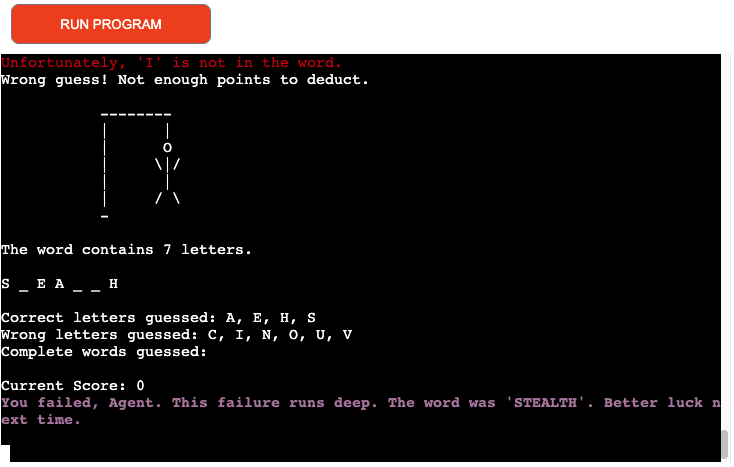 RUN PROGRAM
Unfortunately, 'I' is not in the word.
Wrong guess! Not enough points to deduct.
--------
|       |
|       O
|      \|/
|       |
|      / \
-
The word contains 7 letters.
S _ E A _ _ H
Correct letters guessed: A, E, H, S
Wrong letters guessed: C, I, N, O, U, V
Complete words guessed:
Current Score: 0
You failed, Agent. This failure runs deep. The word was 'STEALTH'. Better luck n
ext time.